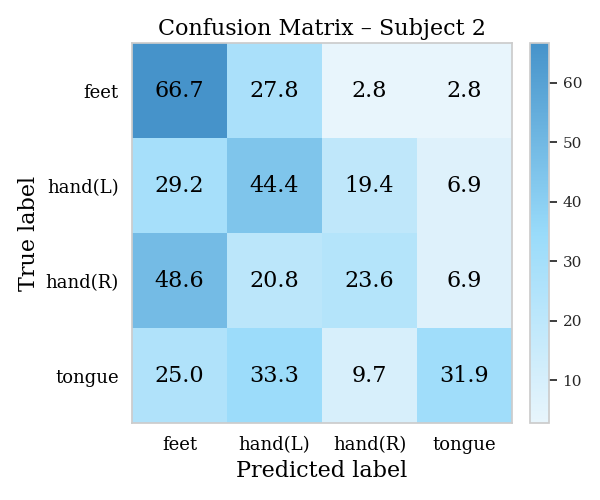 Confusion Matrix – Subject 2
feet 66.7 27.8 2.8 2.8
hand(L) 29.2 44.4 19.4 6.9
hand(R) 48.6 20.8 23.6 6.9
tongue 25.0 33.3 9.7 31.9
feet hand(L) hand(R) tongue
Predicted label
True label
60
50
40
30
20
10